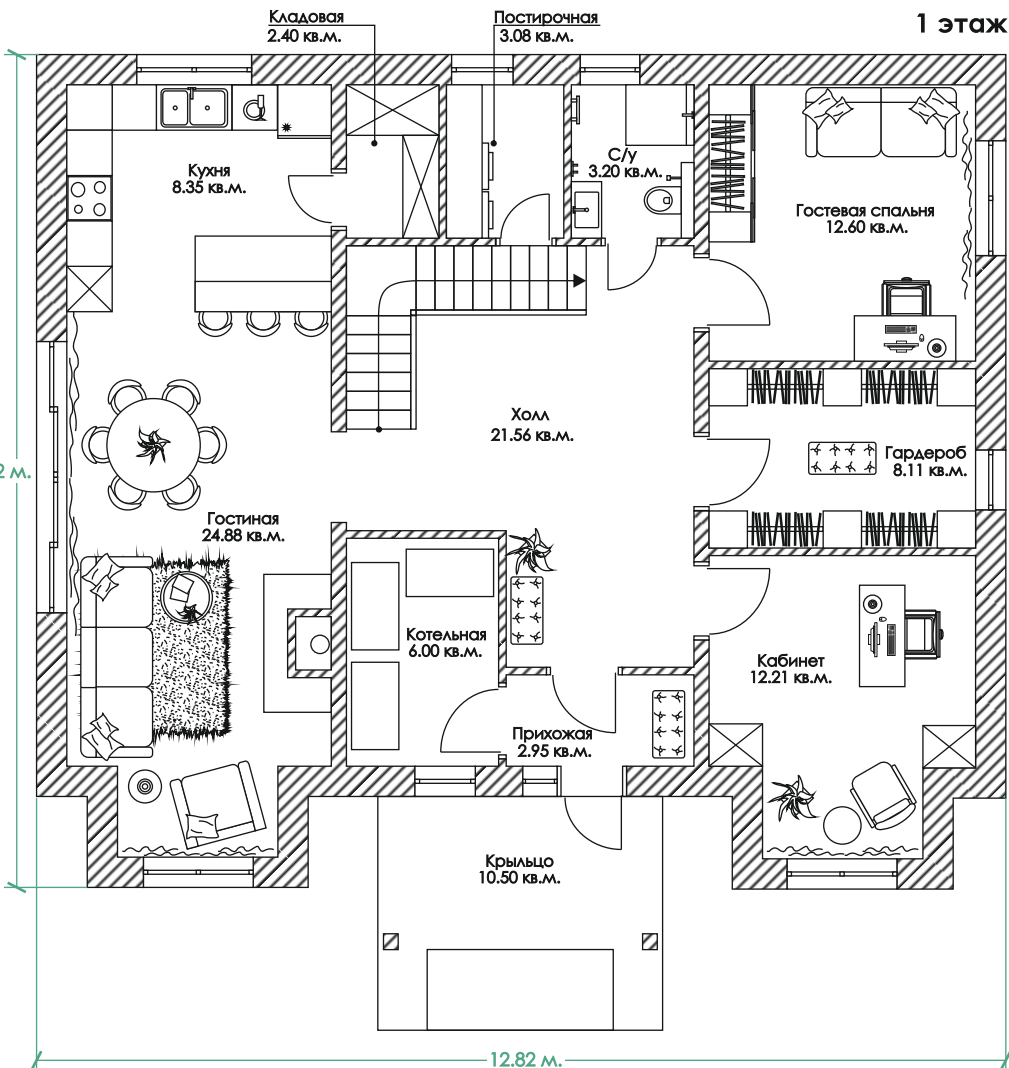 1 этаж
Кладовая
2.40 кв.м.
Постирочная
3.08 кв.м.
Кухня
8.35 кв.м.
С/у
3.20 кв.м.
Гостевая спальня
12.60 кв.м.
Холл
21.56 кв.м.
Гардероб
8.11 кв.м.
2 м.
Гостиная
24.88 кв.м.
Котельная
6.00 кв.м.
Кабинет
12.21 кв.м.
Прихожая
2.95 кв.м.
Крыльцо
10.50 кв.м.
12.82 м.